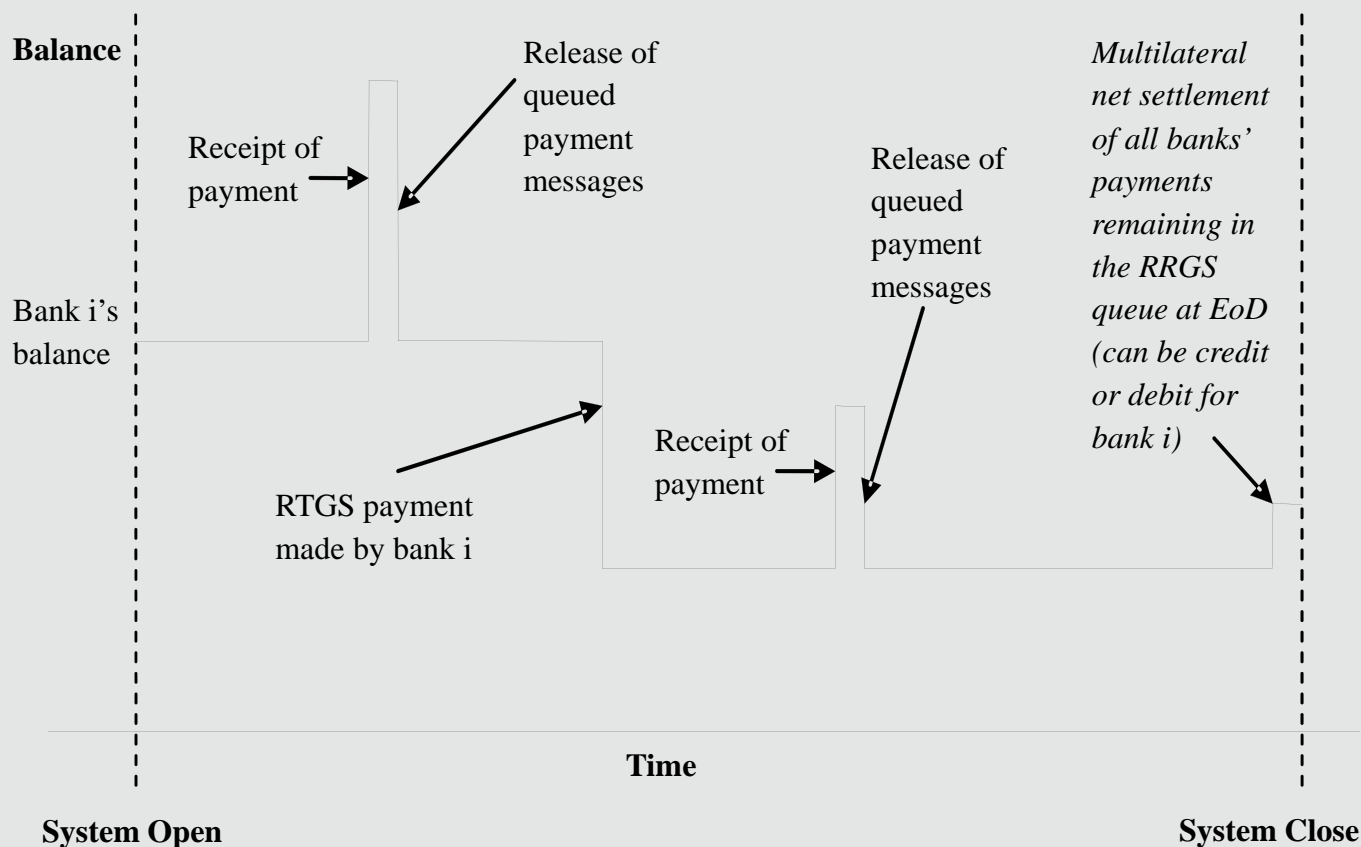 Balance
Release of
queued
payment
messages
Receipt of
payment
Multilateral
net settlement
of all banks’
payments
remaining in
the RRGS
queue at EoD
(can be credit
or debit for
bank i)
Release of
queued
payment
messages
Bank i’s
balance
RTGS payment
made by bank i
Receipt of
payment
Time
System Open
System Close